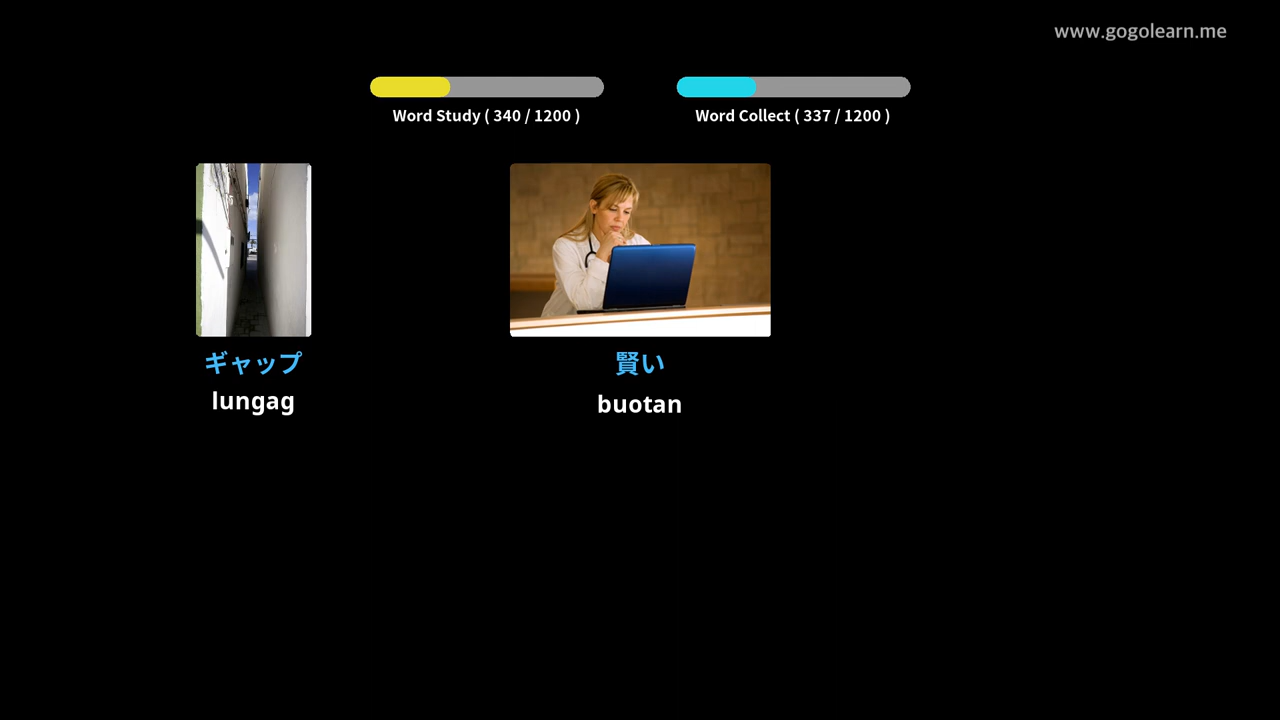 www.gogolearn.me
Word Study ( 340 / 1200 )
Word Collect ( 337 / 1200 )
ギャップ
lungag
賢い
buotan